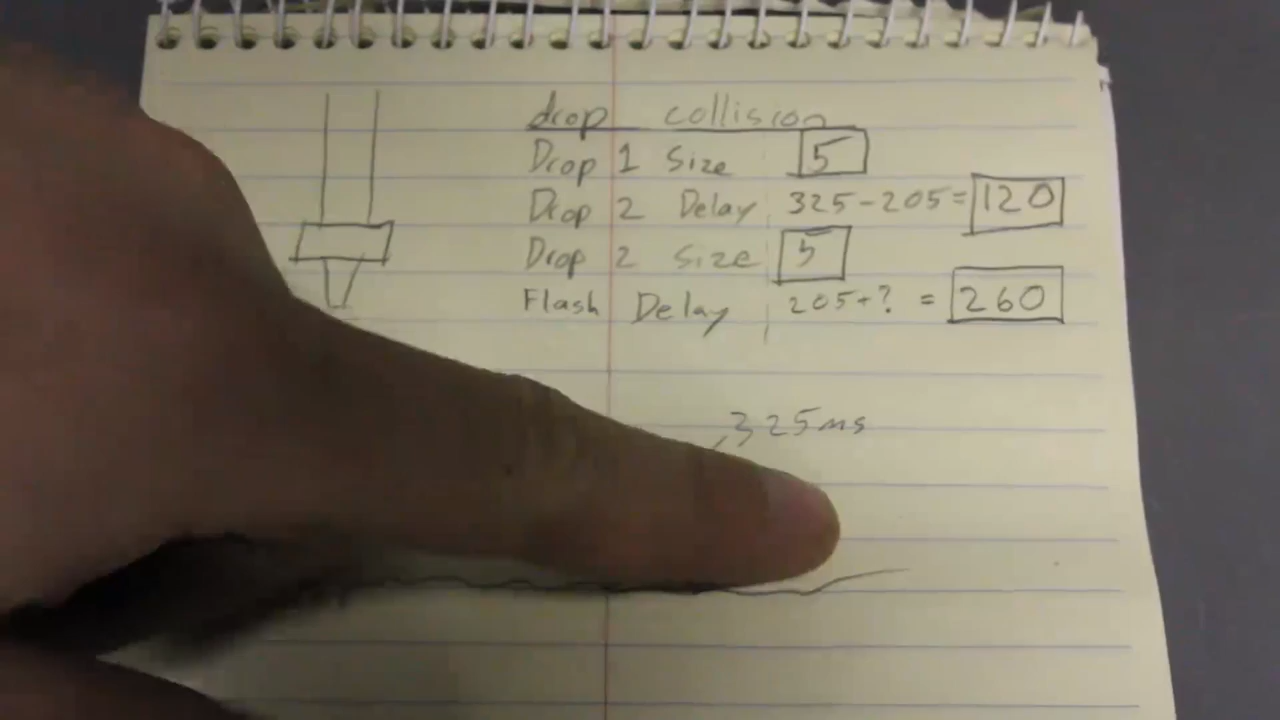 drop collision
Drop 1 Size 5
Drop 2 Delay 325-205= 120
Drop 2 Size 5
Flash Delay 205+? = 260
325ms